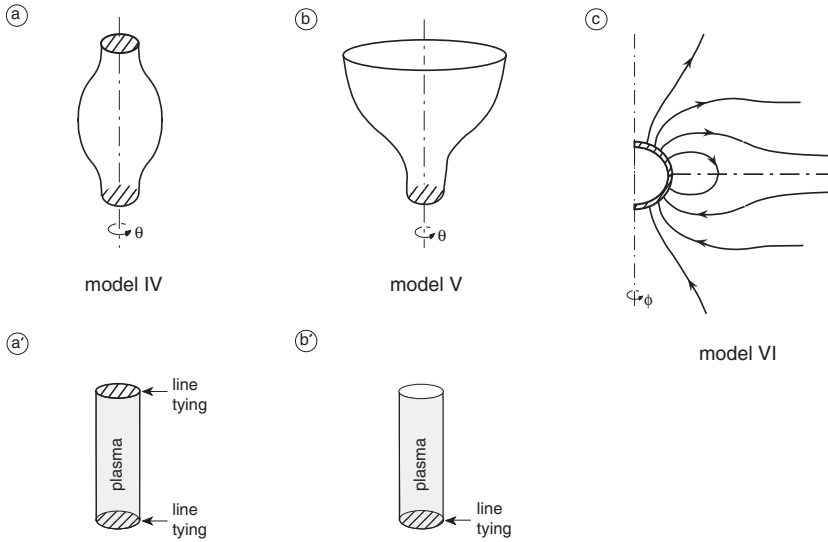 a
b
c
θ
θ
ϕ
model IV
model V
model VI
a′
b′
line
tying
plasma
line
tying
plasma
line
tying